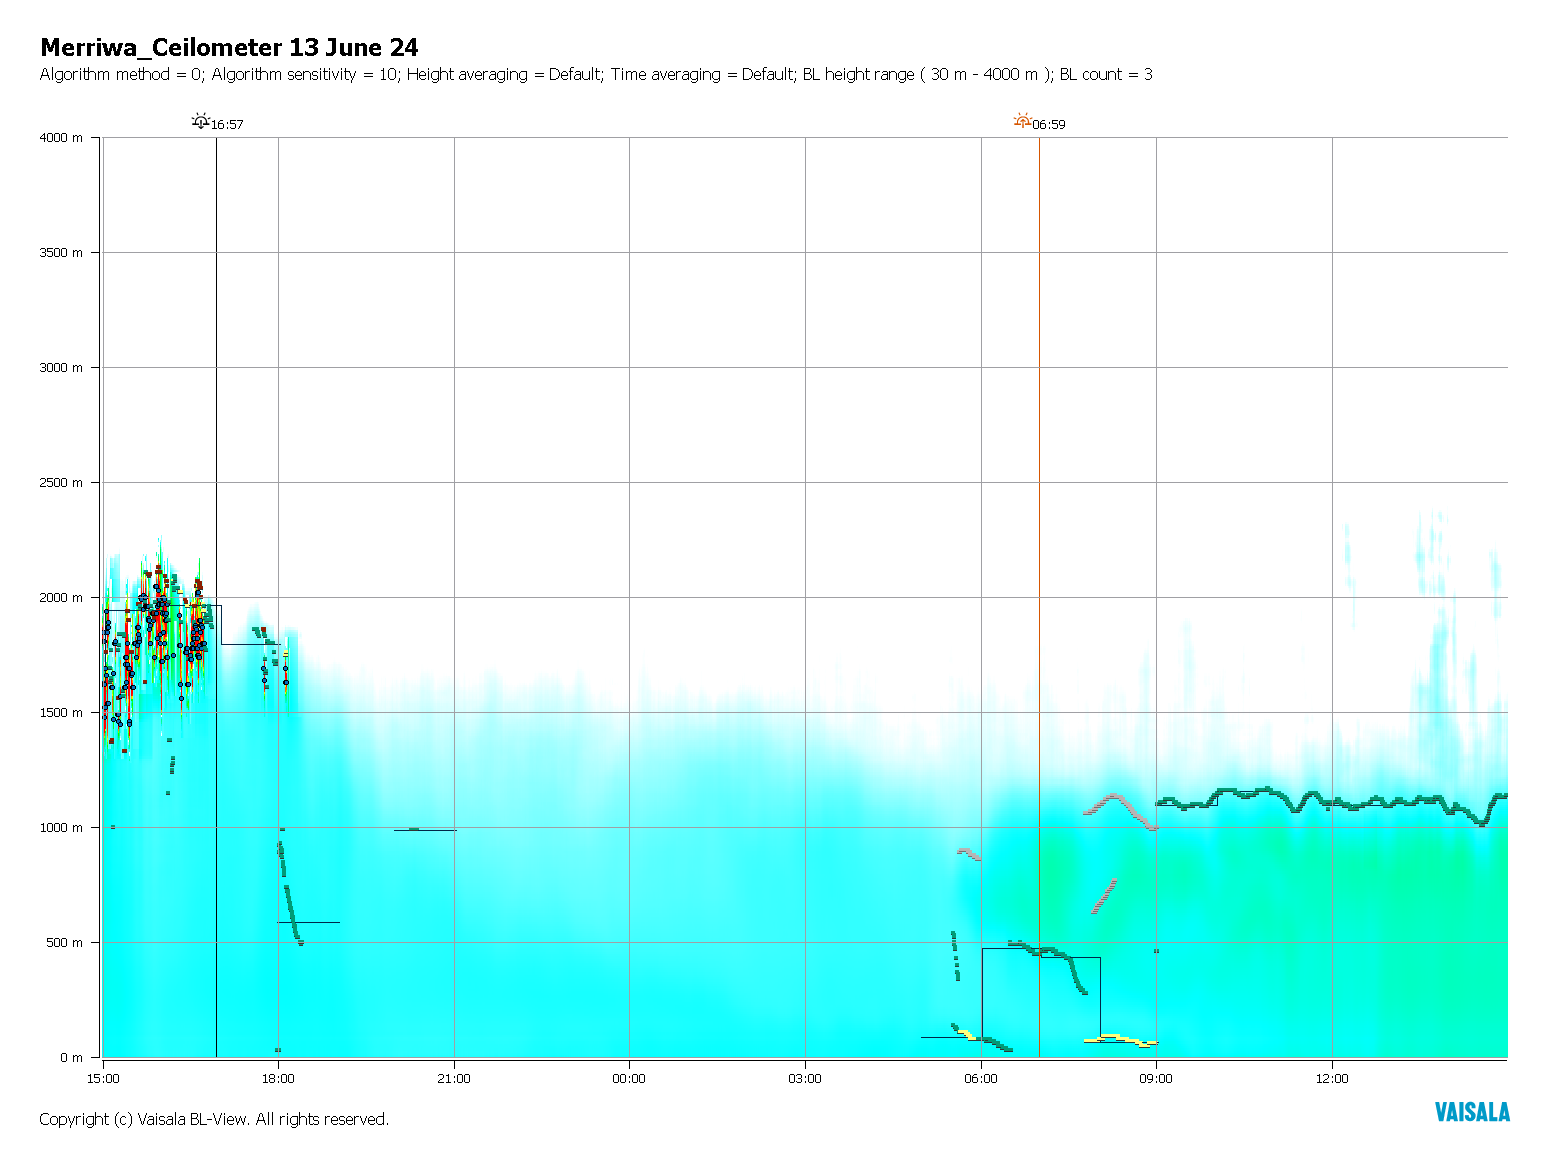 Merriwa_Ceilometer 13 June 24
Algorithm method = 0; Algorithm sensitivity = 10; Height averaging = Default; Time averaging = Default; BL height range ( 30 m - 4000 m ); BL count = 3
16:57
06:59
4000 m
3500 m
3000 m
2500 m
2000 m
1500 m
1000 m
500 m
0 m
15:00
18:00
21:00
00:00
03:00
06:00
09:00
12:00
Copyright (c) Vaisala BL-View. All rights reserved.
VAISALA